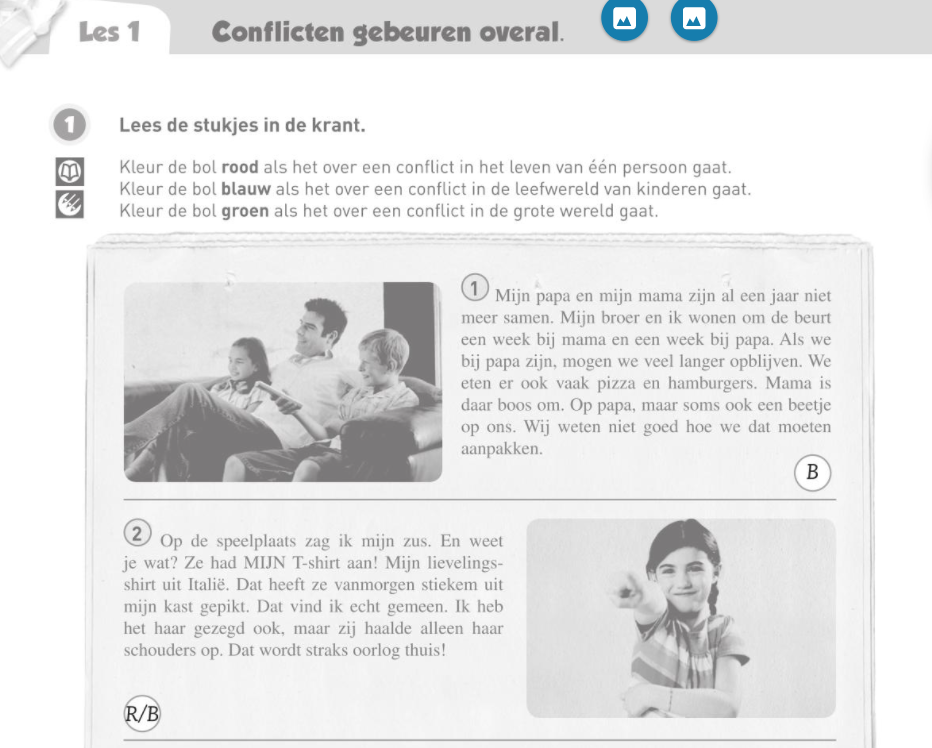 Les 1
Conflicten gebeuren overal.
1
Lees de stukjes in de krant.
Kleur de bol rood als het over een conflict in het leven van één persoon gaat.
Kleur de bol blauw als het over een conflict in de leefwereld van kinderen gaat.
Kleur de bol groen als het over een conflict in de grote wereld gaat.
1 Mijn papa en mijn mama zijn al een jaar niet
meer samen. Mijn broer en ik wonen om de beurt
een week bij mama en een week bij papa. Als we
bij papa zijn, mogen we veel langer opblijven. We
eten er ook vaak pizza en hamburgers. Mama is
daar boos om. Op papa, maar soms ook een beetje
op ons. Wij weten niet goed hoe we dat moeten
aanpakken.
B
2 Op de speelplaats zag ik mijn zus. En weet
je wat? Ze had MIJN T-shirt aan! Mijn lievelings-
shirt uit Italië. Dat heeft ze vanmorgen stiekem uit
mijn kast gepikt. Dat vind ik echt gemeen. Ik heb
het haar gezegd ook, maar zij haalde alleen haar
schouders op. Dat wordt straks oorlog thuis!
R/B